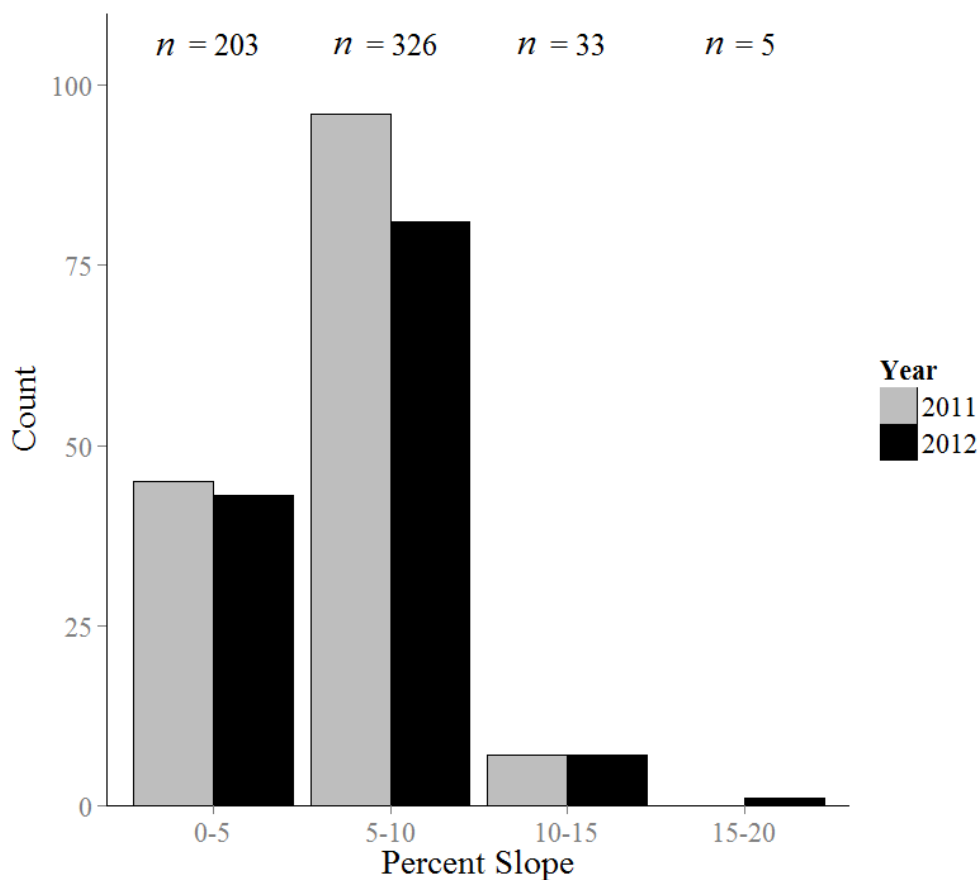 n = 203 n = 326 n = 33 n = 5
100
75
50
25
0
Count
0-5 5-10 10-15 15-20
Percent Slope
Year
2011
2012